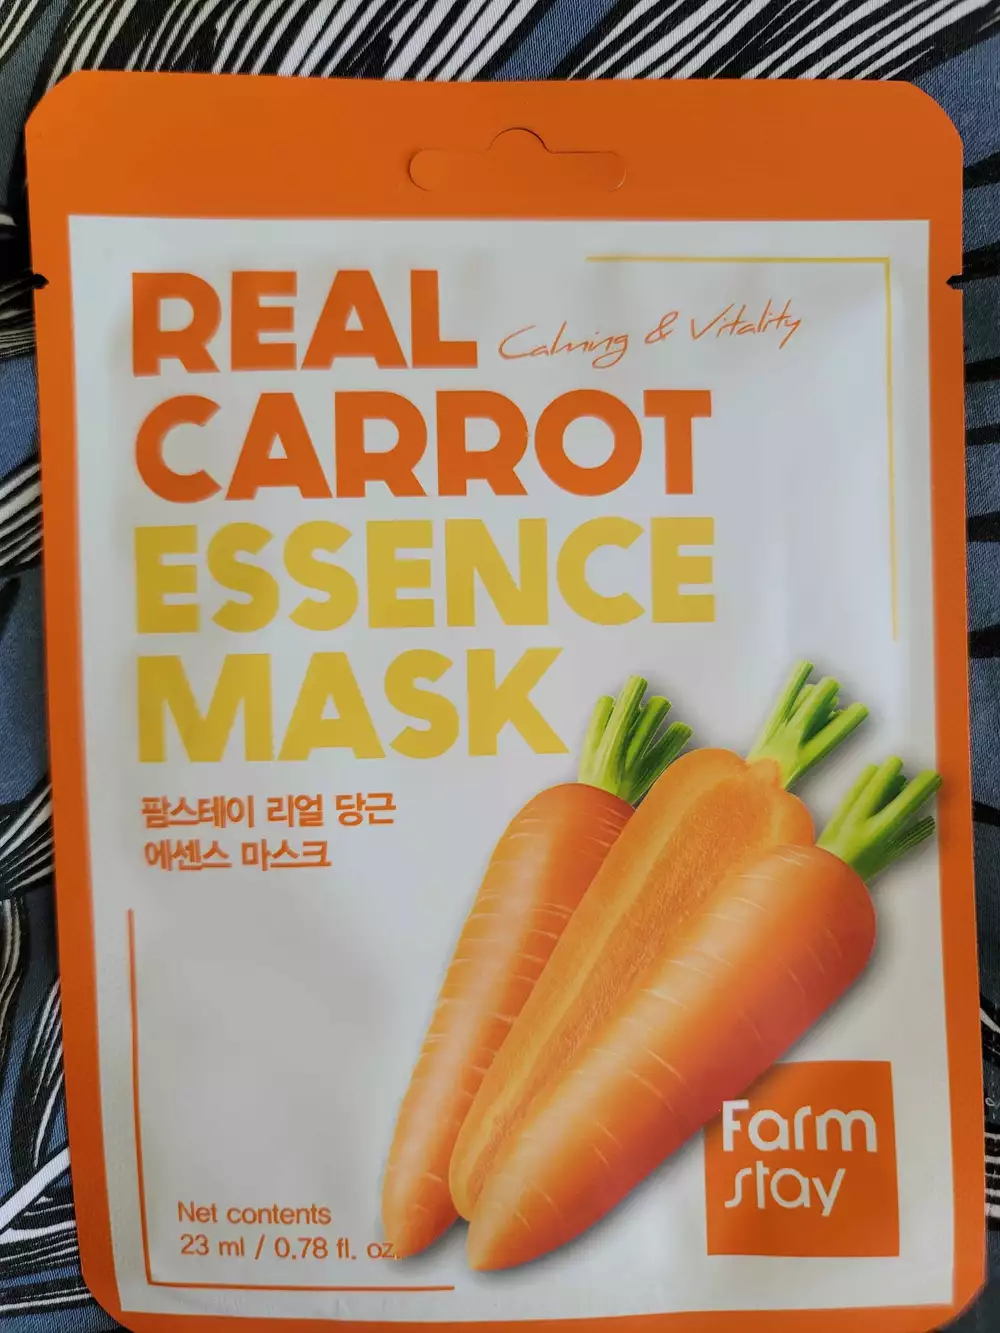 REAL
Calming & Vitality
CARROT
ESSENCE
MASK
팜스테이 리얼 당근
에센스 마스크
Farm
stay
Net contents
23 ml / 0.78 fl. oz.